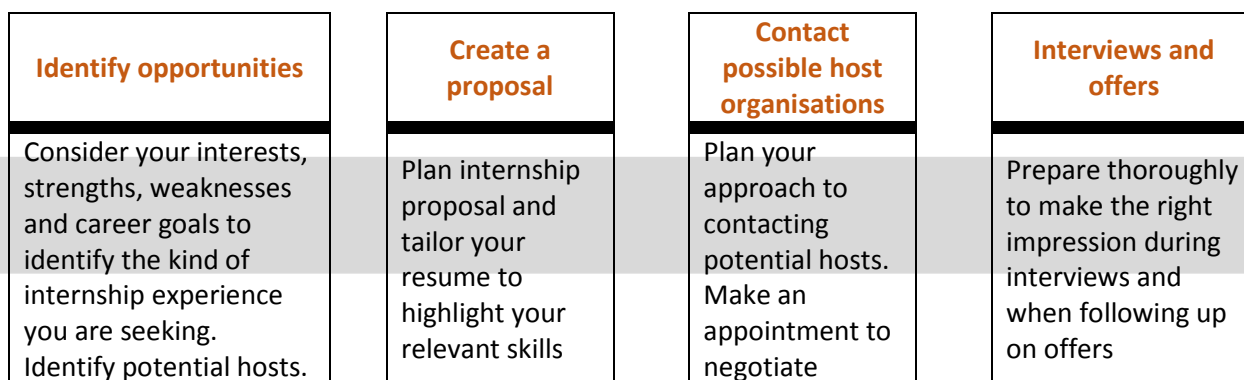 Identify opportunities
Consider your interests,
strengths, weaknesses
and career goals to
identify the kind of
internship experience
you are seeking.
Identify potential hosts.
Create a
proposal
Plan internship
proposal and
tailor your
resume to
highlight your
relevant skills
Contact
possible host
organisations
Plan your
approach to
contacting
potential hosts.
Make an
appointment to
negotiate
Interviews and
offers
Prepare thoroughly
to make the right
impression during
interviews and
when following up
on offers